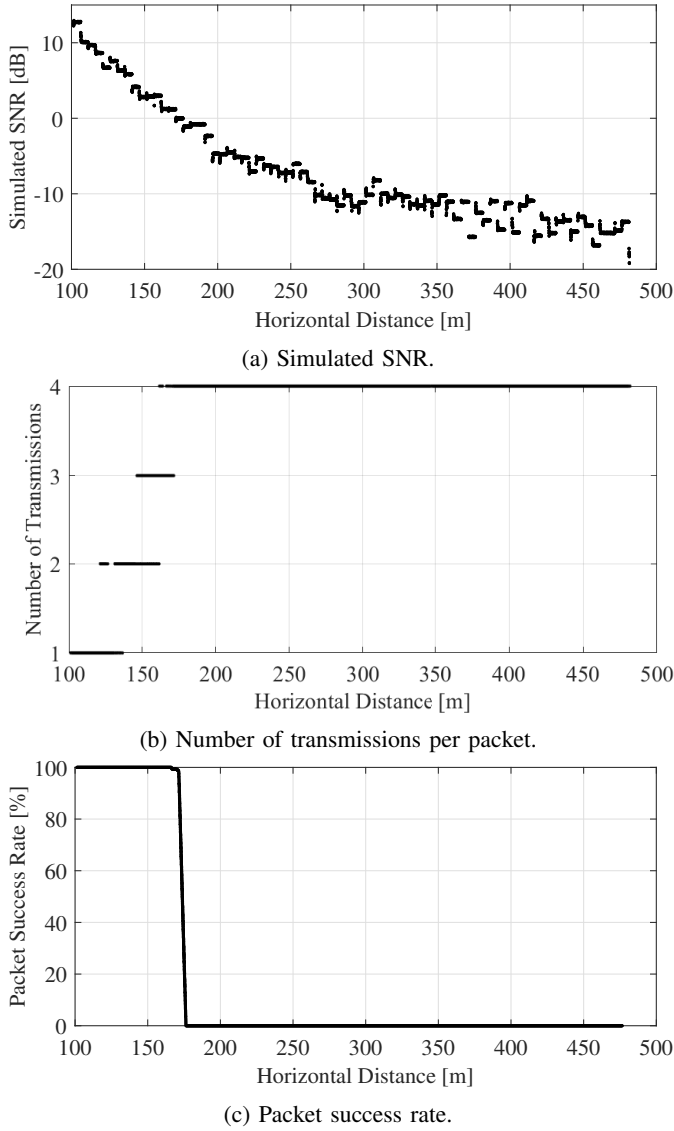 10
0
-10
-20
Simulated SNR [dB]
100 150 200 250 300 350 400 450 500
Horizontal Distance [m]
(a) Simulated SNR.
4
3
2
1
Number of Transmissions
100 150 200 250 300 350 400 450 500
Horizontal Distance [m]
(b) Number of transmissions per packet.
100
80
60
40
20
0
Packet Success Rate [%]
100 150 200 250 300 350 400 450 500
Horizontal Distance [m]
(c) Packet success rate.